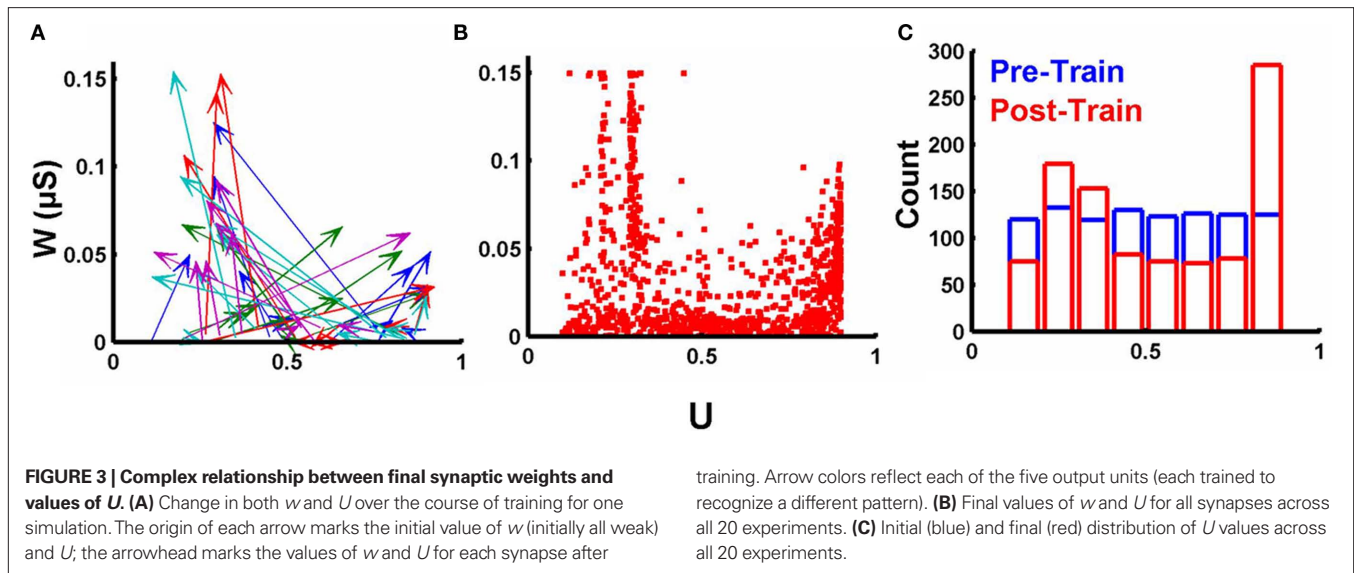 A
B
C
0.15
0.1
0.05
0
W (µS)
0
0.5
1
0.15
0.1
0.05
0
0
0.5
1
U
300
250
200
150
100
50
0
Count
Pre-Train
Post-Train
0
0.5
1
FIGURE 3 | Complex relationship between final synaptic weights and
values of U. (A) Change in both w and U over the course of training for one
simulation. The origin of each arrow marks the initial value of w (initially all weak)
and U; the arrowhead marks the values of w and U for each synapse after
training. Arrow colors reflect each of the five output units (each trained to
recognize a different pattern). (B) Final values of w and U for all synapses across
all 20 experiments. (C) Initial (blue) and final (red) distribution of U values across
all 20 experiments.